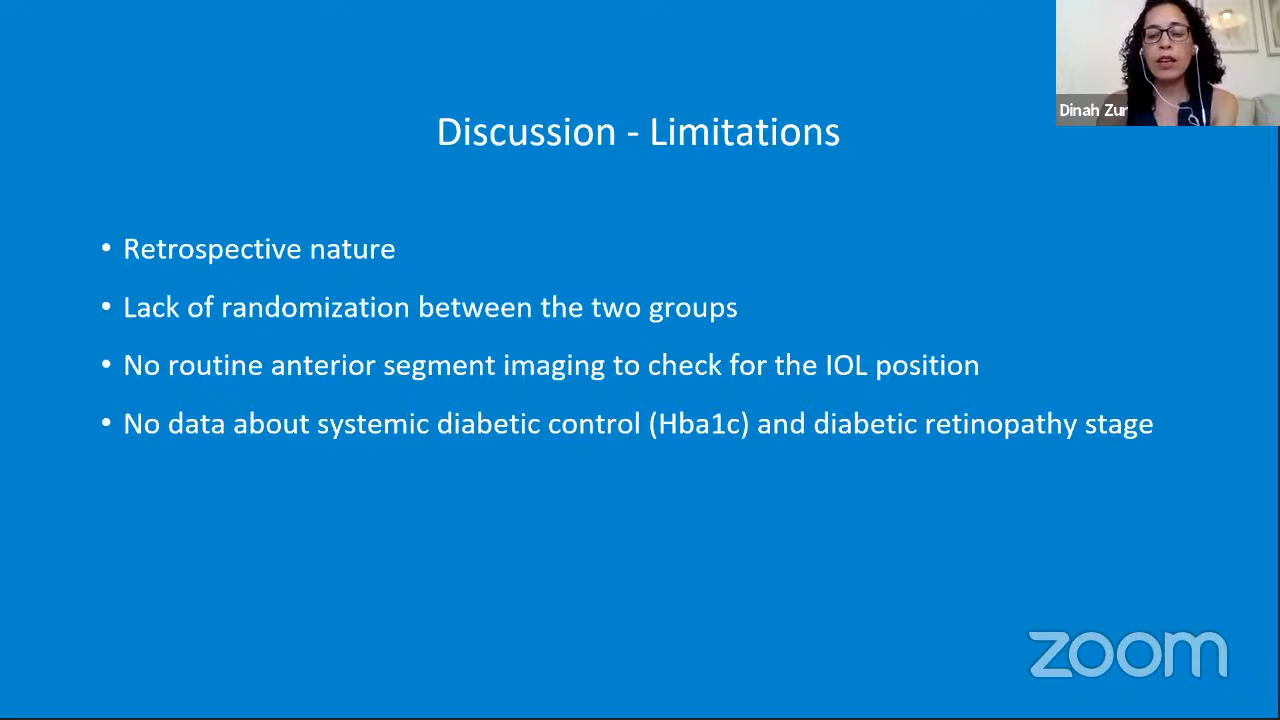 Dinah Zur
Discussion - Limitations
• Retrospective nature
• Lack of randomization between the two groups
• No routine anterior segment imaging to check for the IOL position
• No data about systemic diabetic control (Hba1c) and diabetic retinopathy stage
zoom